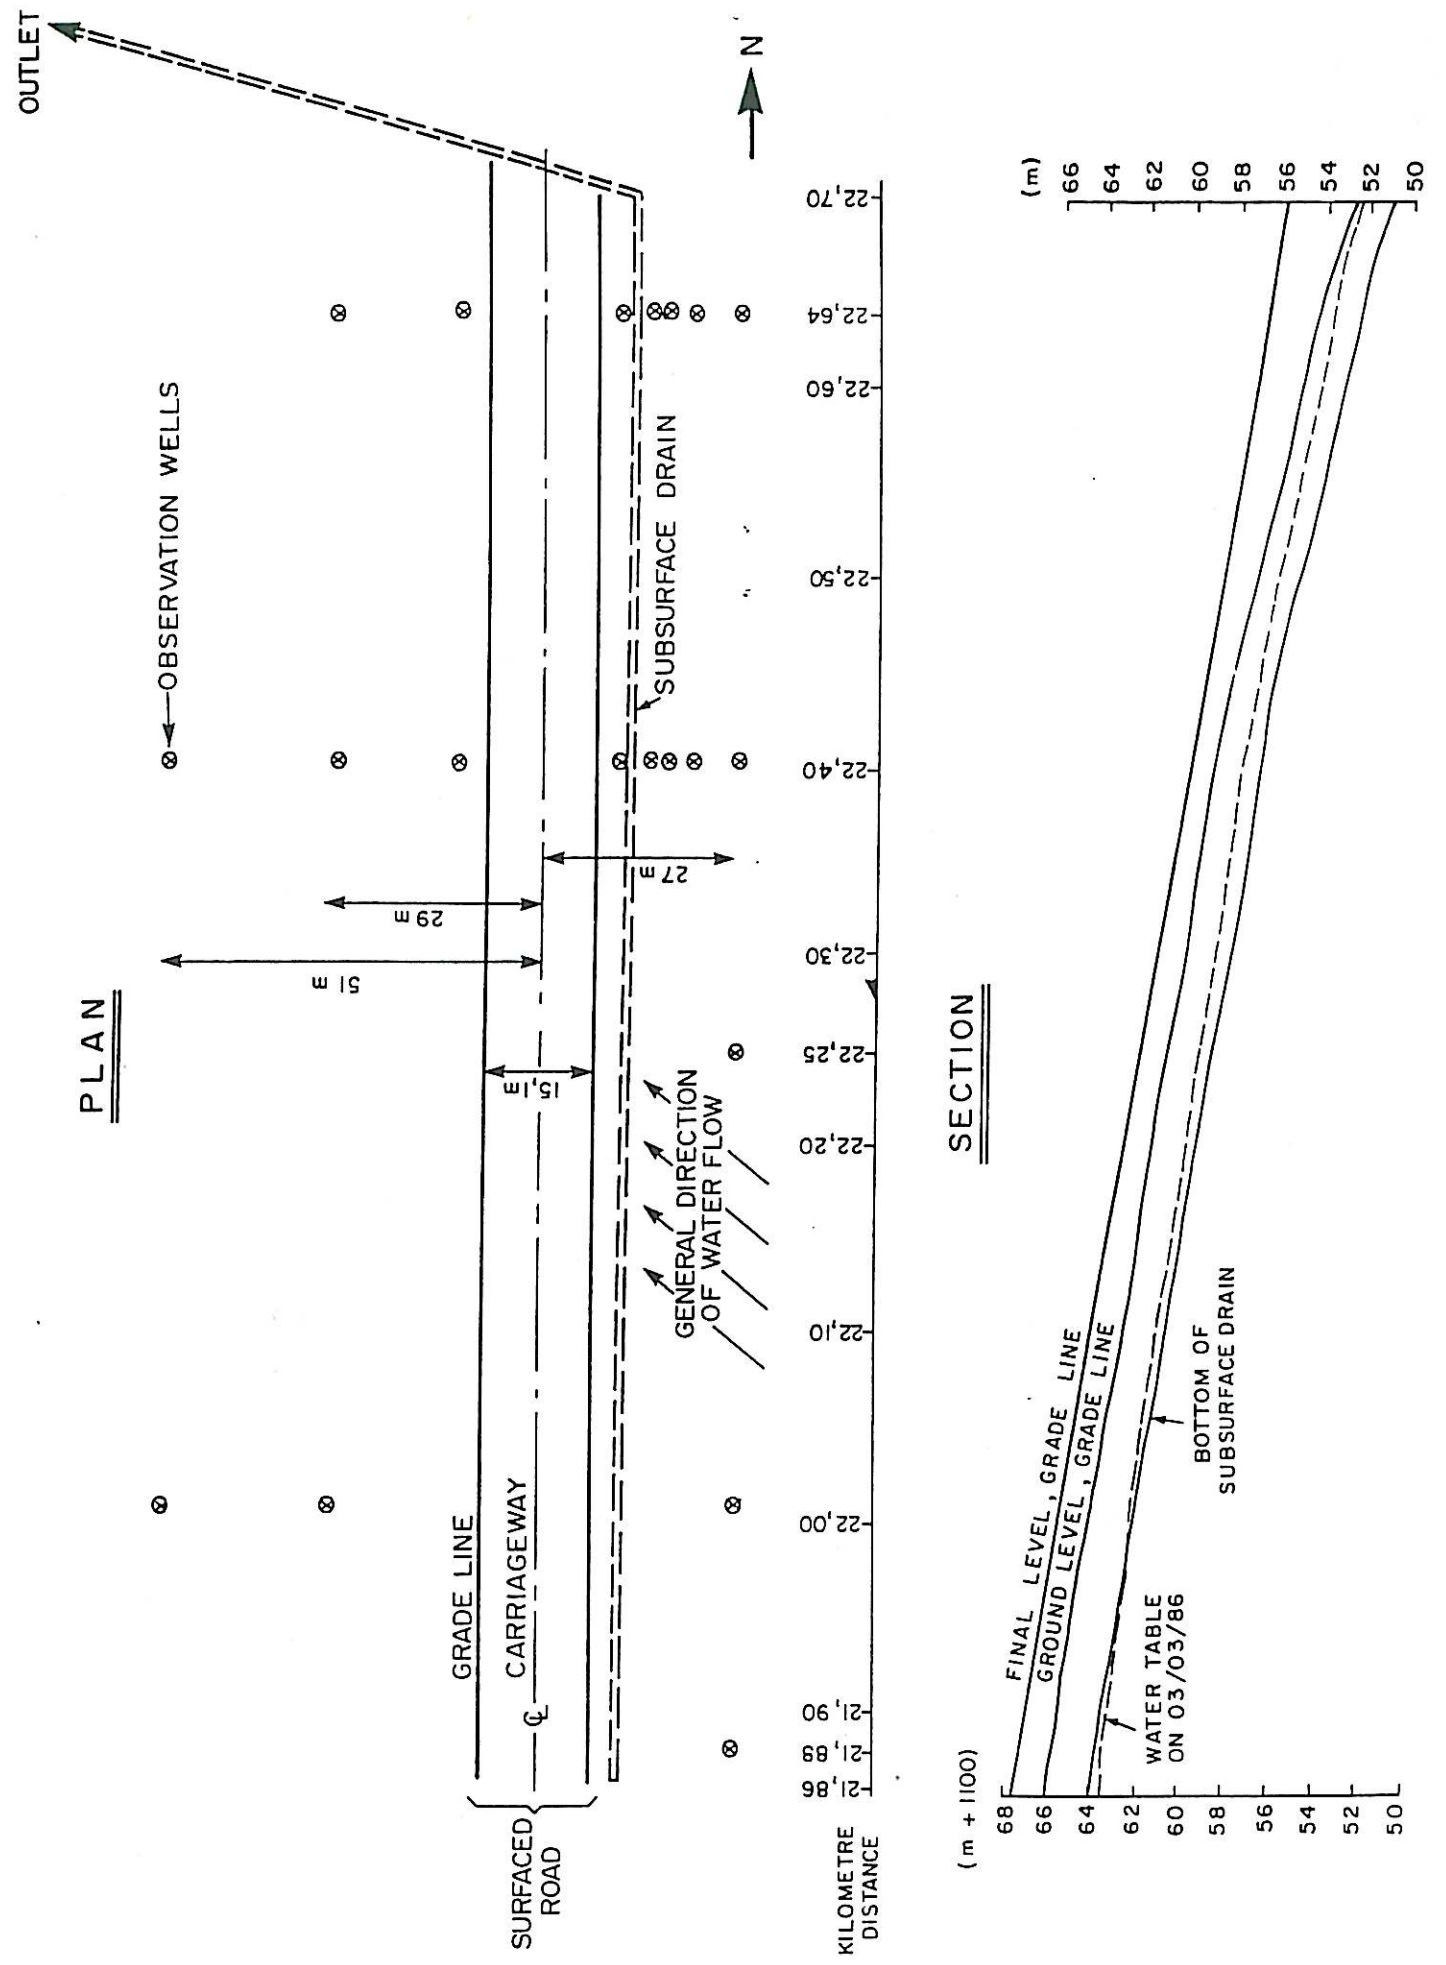 PLAN
OUTLET
OBSERVATION WELLS
51 m
29 m
27 m
15,1m
N
GRADE LINE
CARRIAGEWAY
℄
SURFACED
ROAD
SUBSURFACE DRAIN
GENERAL DIRECTION
OF WATER FLOW
KILOMETRE
DISTANCE
21,86
21,88
21,90
22,00
22,10
22,20
22,25
22,30
22,40
22,50
22,60
22,64
22,70
SECTION
(m + 1100)
68
66
64
62
60
58
56
54
52
50
(m)
66
64
62
60
58
56
54
52
50
FINAL LEVEL, GRADE LINE
GROUND LEVEL, GRADE LINE
WATER TABLE
ON 03/03/86
BOTTOM OF
SUBSURFACE DRAIN